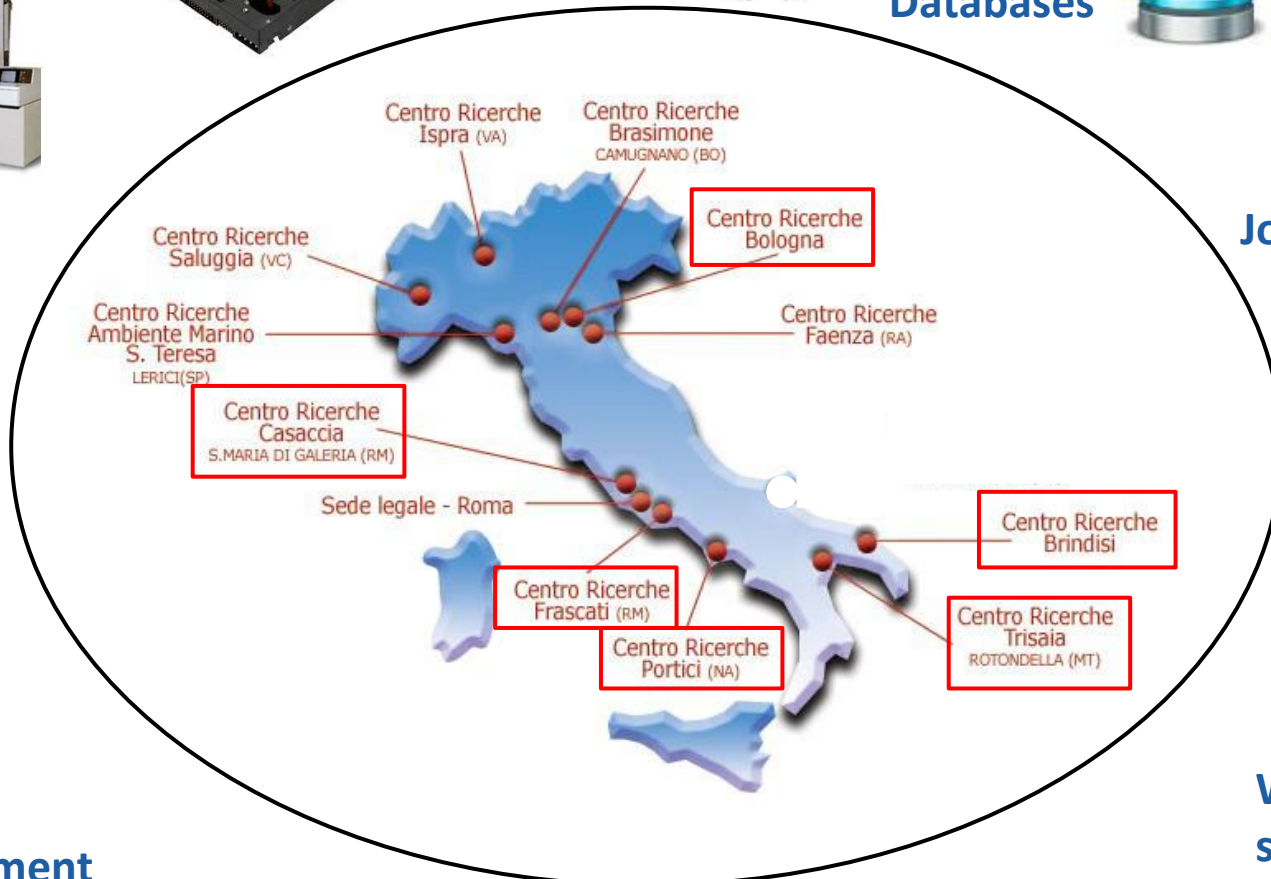 Databases
Centro Ricerche
Ispra (VA)
Centro Ricerche
Brasimone
CAMUGNANO (BO)
Centro Ricerche
Bologna
Centro Ricerche
Saluggia (VC)
Centro Ricerche
Ambiente Marino
S. Teresa
LERICI(SP)
Centro Ricerche
Faenza (RA)
Centro Ricerche
Casaccia
S.MARIA DI GALERIA (RM)
Sede legale - Roma
Centro Ricerche
Brindisi
Centro Ricerche
Frascati (RM)
Centro Ricerche
Portici (NA)
Centro Ricerche
Trisaia
ROTONDELLA (MT)